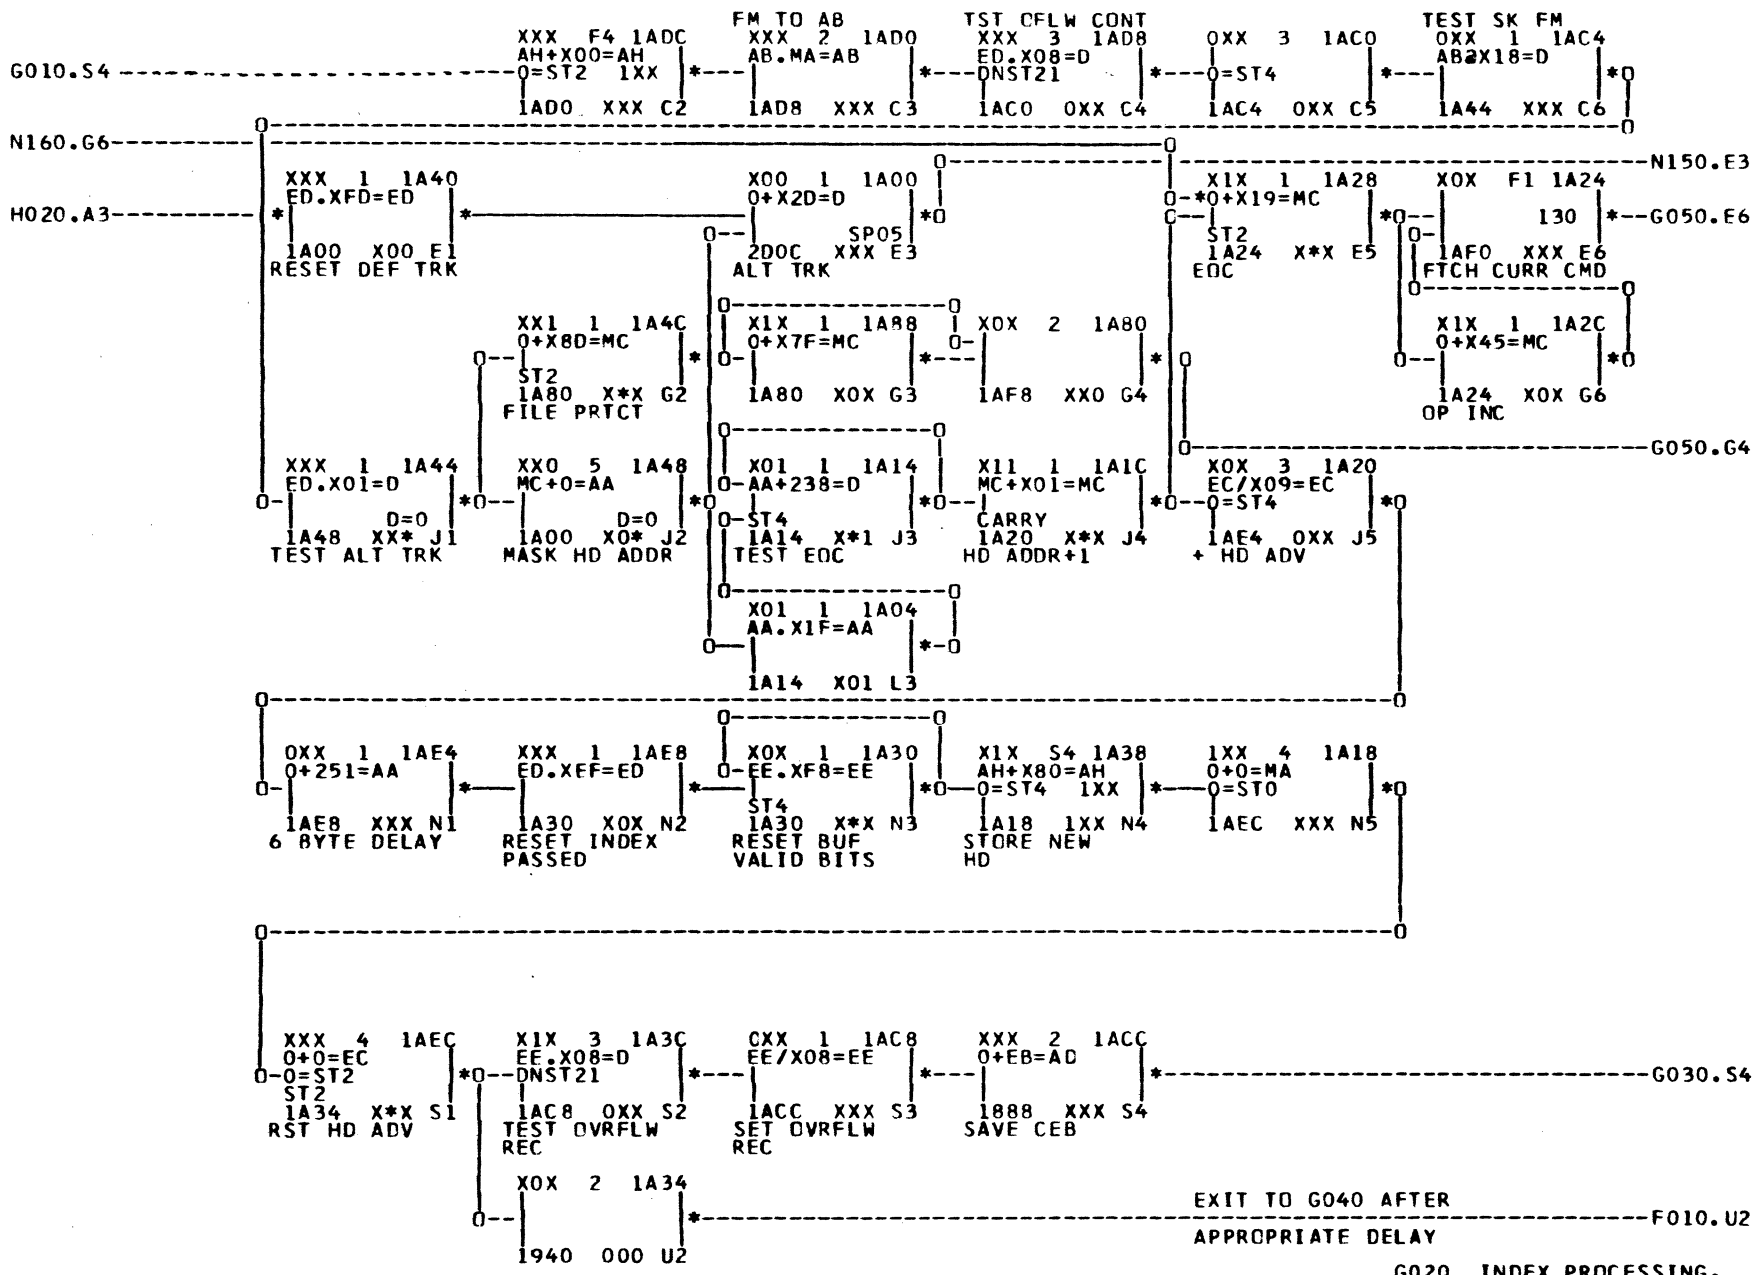 FM TO AB TST OFLW CONT TEST SK FM
XXX F4 1ADC XXX 2 1AD0 XXX 3 1AD8 0XX 3 1AC0 0XX 1 1AC4
AH+X00=AH AB.MA=AB ED.X08=D AB@X18=D
G010.S4 0=ST2 1XX DNST21 0=ST4
1AD0 XXX C2 1AD8 XXX C3 1AC0 0XX C4 1AC4 0XX C5 1A44 XXX C6
N160.G6
N150.E3
XXX 1 1A40 X00 1 1A00 X1X 1 1A28 X0X F1 1A24
ED.XFD=ED 0+X2D=D 0+X19=MC
H020.A3 130 G050.E6
SP05 ST2
1A00 X00 E1 2D0C XXX E3 1A24 X*X E5 1AF0 XXX E6
RESET DEF TRK ALT TRK EOC FTCH CURR CMD
XX1 1 1A4C X1X 1 1A88 X0X 2 1A80 X1X 1 1A2C
0+X8D=MC 0+X7F=MC 0+X45=MC
ST2
1A80 X*X G2 1A80 X0X G3 1AF8 XX0 G4 1A24 X0X G6
FILE PRTCT OP INC
G050.G4
XXX 1 1A44 XX0 5 1A48 X01 1 1A14 X11 1 1A1C X0X 3 1A20
ED.X01=D MC+0=AA AA+238=D MC+X01=MC EC/X09=EC
0=ST4
D=0 D=0 ST4 CARRY
1A48 XX* J1 1A00 X0* J2 1A14 X*1 J3 1A20 X*X J4 1AE4 0XX J5
TEST ALT TRK MASK HD ADDR TEST EOC HD ADDR+1 + HD ADV
X01 1 1A04
AA.X1F=AA
1A14 X01 L3
0XX 1 1AE4 XXX 1 1AE8 X0X 1 1A30 X1X S4 1A38 1XX 4 1A18
0+251=AA ED.XEF=ED EE.XF8=EE AH+X80=AH 0+0=MA
0=ST4 1XX 0=ST0
ST4
1AE8 XXX N1 1A30 X0X N2 1A30 X*X N3 1A18 1XX N4 1AEC XXX N5
6 BYTE DELAY RESET INDEX RESET BUF STORE NEW
PASSED VALID BITS HD
XXX 4 1AEC X1X 3 1A3C 0XX 1 1AC8 XXX 2 1ACC
0+0=EC EE.X08=D EE/X08=EE 0+EB=AD
0=ST2 DNST21 G030.S4
ST2
1A34 X*X S1 1AC8 0XX S2 1ACC XXX S3 1888 XXX S4
RST HD ADV TEST OVRFLW SET OVRFLW SAVE CEB
REC REC
X0X 2 1A34
EXIT TO G040 AFTER
F010.U2
APPROPRIATE DELAY
1940 000 U2
G020 INDEX PROCESSING.